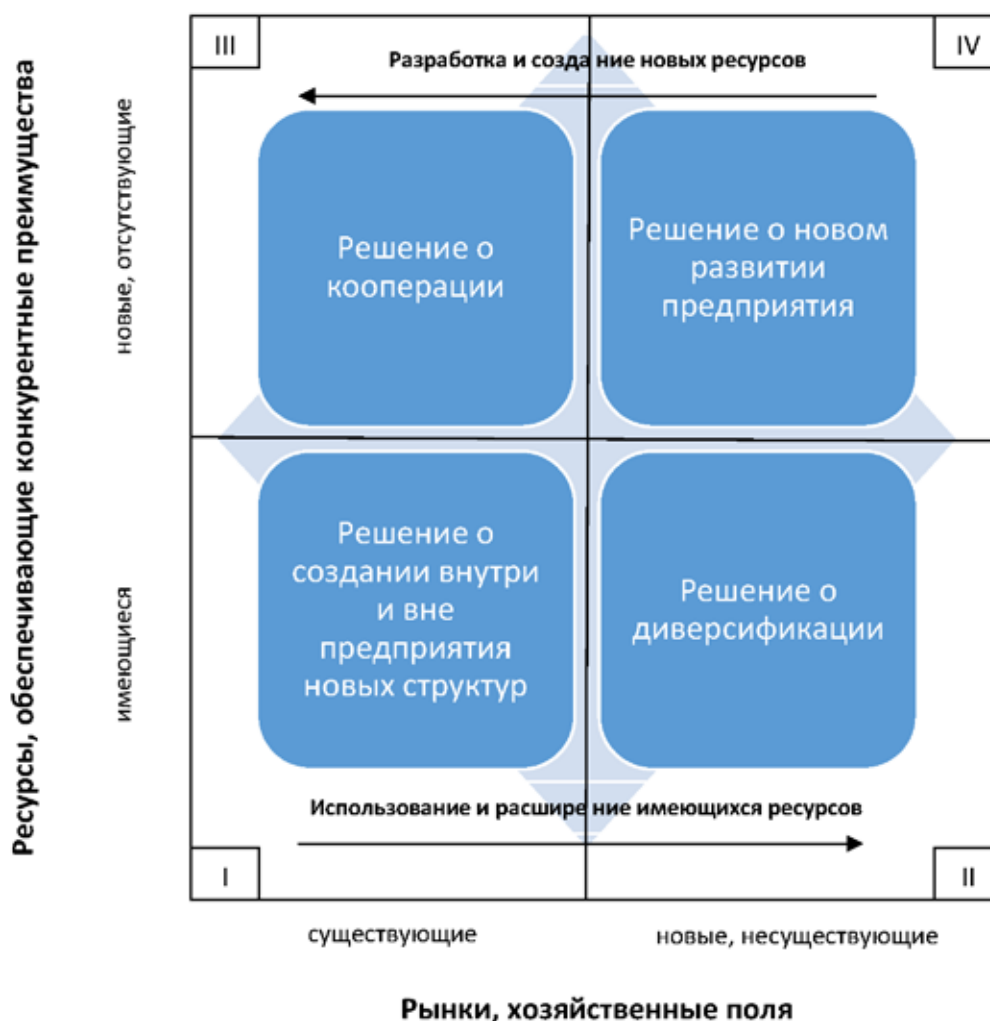 III
IV
Разработка и создание новых ресурсов
Решение о
кооперации
Решение о новом
развитии
предприятия
Решение о
создании внутри
и вне
предприятия
новых структур
Решение о
диверсификации
Использование и расширение имеющихся ресурсов
I
II
существующие
новые, несуществующие
Рынки, хозяйственные поля
Ресурсы, обеспечивающие конкурентные преимущества
новые, отсутствующие
имеющиеся